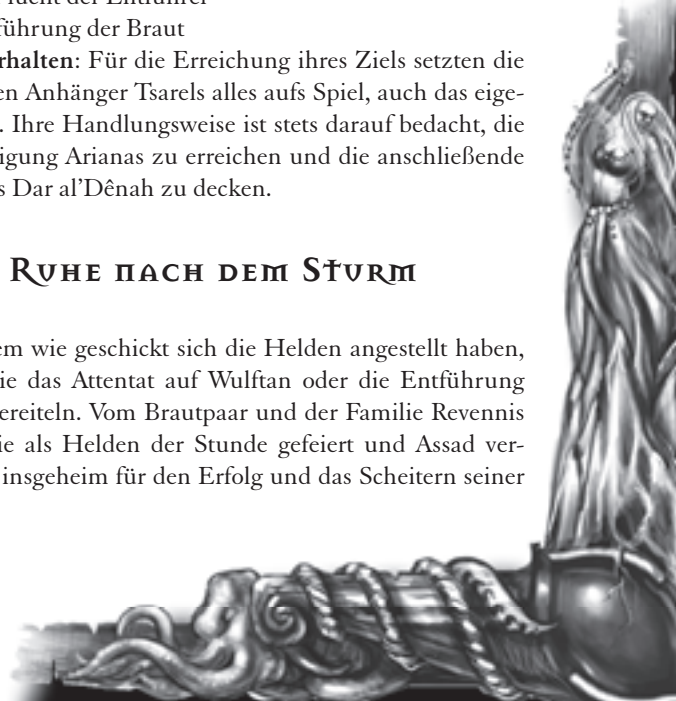 führung der Braut
rhalten: Für die Erreichung ihres Ziels setzten die
en Anhänger Tsarels alles aufs Spiel, auch das eige-
. Ihre Handlungsweise ist stets darauf bedacht, die
igung Arianas zu erreichen und die anschließende
s Dar al’Dênah zu decken.
Ruhe nach dem Sturm
em wie geschickt sich die Helden angestellt haben,
ie das Attentat auf Wulftan oder die Entführung
ereiteln. Vom Brautpaar und der Familie Revennis
ie als Helden der Stunde gefeiert und Assad ver-
insgeheim für den Erfolg und das Scheitern seiner